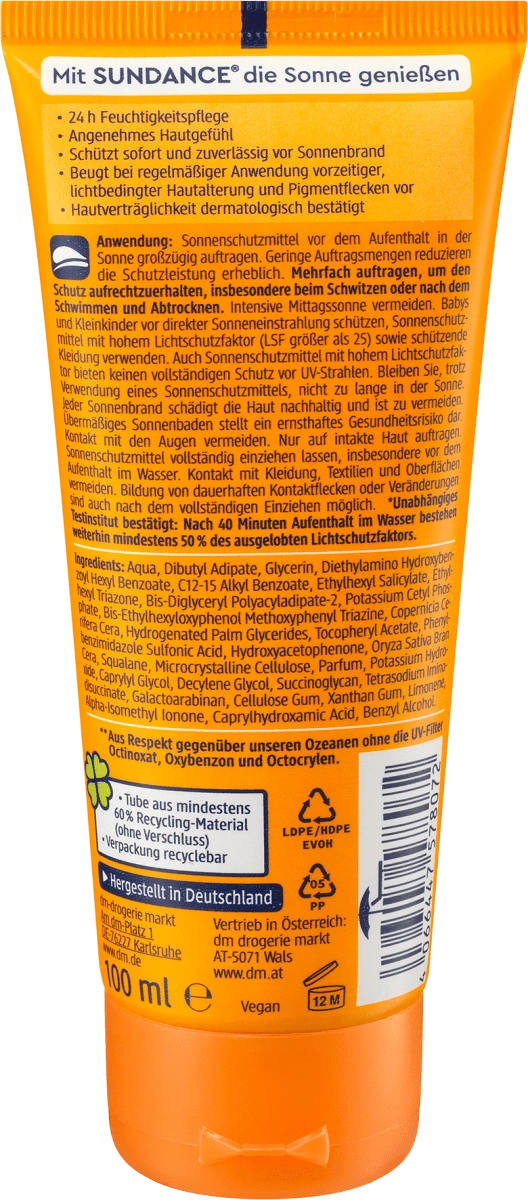 Mit SUNDANCE® die Sonne genießen
• 24 h Feuchtigkeitspflege
• Angenehmes Hautgefühl
• Schützt sofort und zuverlässig vor Sonnenbrand
• Beugt bei regelmäßiger Anwendung vorzeitiger,
lichtbedingter Hautalterung und Pigmentflecken vor
• Hautverträglichkeit dermatologisch bestätigt
Anwendung: Sonnenschutzmittel vor dem Aufenthalt in der
Sonne großzügig auftragen. Geringe Auftragsmengen reduzieren
die Schutzleistung erheblich. Mehrfach auftragen, um den
Schutz aufrechtzuerhalten, insbesondere beim Schwitzen oder nach dem
Schwimmen und Abtrocknen. Intensive Mittagssonne vermeiden. Babys
und Kleinkinder vor direkter Sonneneinstrahlung schützen, Sonnenschutz-
mittel mit hohem Lichtschutzfaktor (LSF größer als 25) sowie schützende
Kleidung verwenden. Auch Sonnenschutzmittel mit hohem Lichtschutzfak-
tor bieten keinen vollständigen Schutz vor UV-Strahlen. Bleiben Sie, trotz
Verwendung eines Sonnenschutzmittels, nicht zu lange in der Sonne.
Jeder Sonnenbrand schädigt die Haut nachhaltig und ist zu vermeiden.
Übermäßiges Sonnenbaden stellt ein ernsthaftes Gesundheitsrisiko dar.
Kontakt mit den Augen vermeiden. Nur auf intakte Haut auftragen.
Sonnenschutzmittel vollständig einziehen lassen, insbesondere vor dem
Aufenthalt im Wasser. Kontakt mit Kleidung, Textilien und Oberflächen
vermeiden. Bildung von dauerhaften Kontaktflecken oder Veränderungen
sind auch nach dem vollständigen Einziehen möglich. *Unabhängiges
Testinstitut bestätigt: Nach 40 Minuten Aufenthalt im Wasser bestehen
weiterhin mindestens 50 % des ausgelobten Lichtschutzfaktors.
Ingredients: Aqua, Dibutyl Adipate, Glycerin, Diethylamino Hydroxyben-
zoyl Hexyl Benzoate, C12-15 Alkyl Benzoate, Ethylhexyl Salicylate, Ethyl-
hexyl Triazone, Bis-Diglyceryl Polyacyladipate-2, Potassium Cetyl Phos-
phate, Bis-Ethylhexyloxyphenol Methoxyphenyl Triazine, Copernicia Ce-
rifera Cera, Hydrogenated Palm Glycerides, Tocopheryl Acetate, Phenyl-
benzimidazole Sulfonic Acid, Hydroxyacetophenone, Oryza Sativa Bran
Cera, Squalane, Microcrystalline Cellulose, Parfum, Potassium Hydro-
xide, Caprylyl Glycol, Decylene Glycol, Succinoglycan, Tetrasodium Imino-
disuccinate, Galactoarabinan, Cellulose Gum, Xanthan Gum, Limonene,
Alpha-Isomethyl Ionone, Caprylhydroxamic Acid, Benzyl Alcohol.
**Aus Respekt gegenüber unseren Ozeanen ohne die UV-Filter
Octinoxat, Oxybenzon und Octocrylen.
• Tube aus mindestens
60% Recycling-Material
(ohne Verschluss)
• Verpackung recyclebar
Hergestellt in Deutschland
LDPE/HDPE
EVOH
05
PP
dm-drogerie markt
Am dm-Platz 1
DE-76227 Karlsruhe
www.dm.de
Vertrieb in Österreich:
dm drogerie markt
AT-5071 Wals
www.dm.at
100 ml e
Vegan
12 M
4 066447 578072